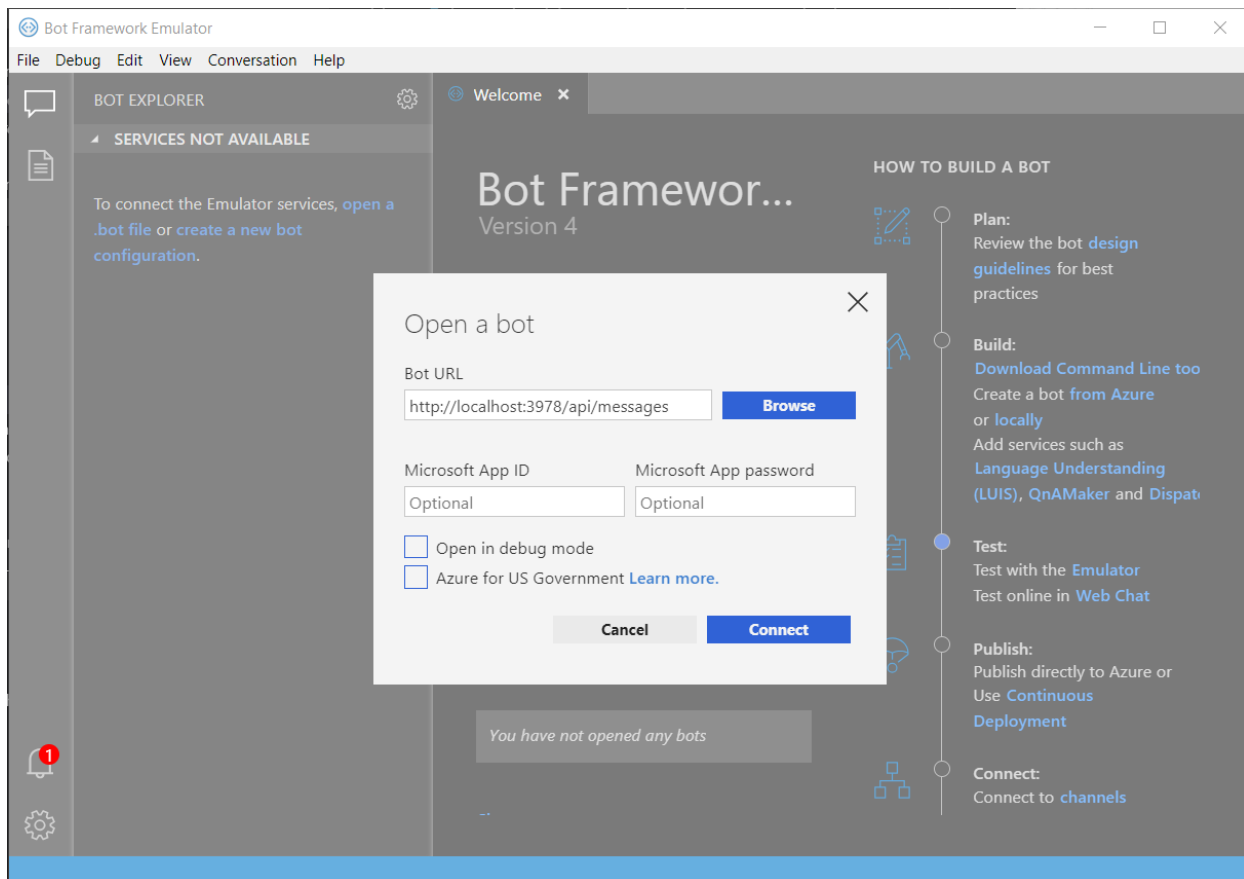 Bot Framework Emulator
File Debug Edit View Conversation Help
BOT EXPLORER
SERVICES NOT AVAILABLE
To connect the Emulator services, open a
.bot file or create a new bot
configuration.
1
Welcome
Bot Framewor...
Version 4
Open a bot
Bot URL
http://localhost:3978/api/messages
Browse
Microsoft App ID
Microsoft App password
Optional
Optional
Open in debug mode
Azure for US Government Learn more.
Cancel
Connect
You have not opened any bots
HOW TO BUILD A BOT
Plan:
Review the bot design
guidelines for best
practices
Build:
Download Command Line too
Create a bot from Azure
or locally
Add services such as
Language Understanding
(LUIS), QnAMaker and Dispat
Test:
Test with the Emulator
Test online in Web Chat
Publish:
Publish directly to Azure or
Use Continuous
Deployment
Connect:
Connect to channels